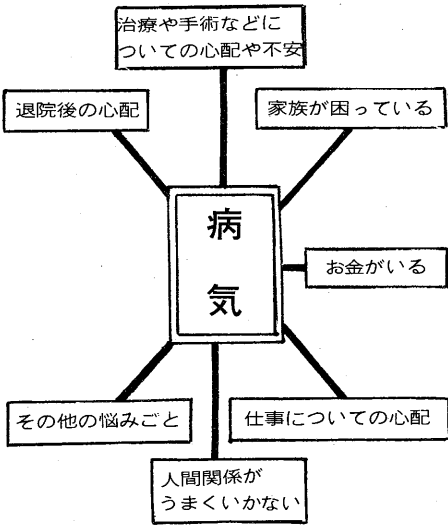 治療や手術などに
ついての心配や不安
退院後の心配
家族が困っている
病
気
お金がいる
その他の悩みごと
仕事についての心配
人間関係が
うまくいかない